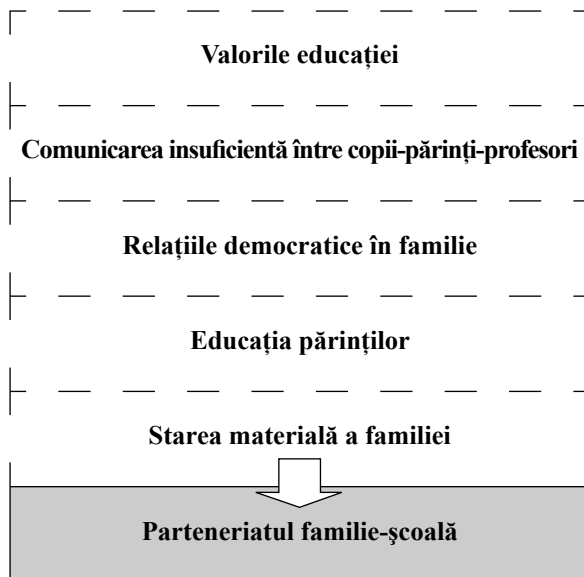 Valorile educației
Comunicarea insuficientă între copii-părinți-profesori
Relațiile democratice în familie
Educația părinților
Starea materială a familiei
Parteneriatul familie-şcoală